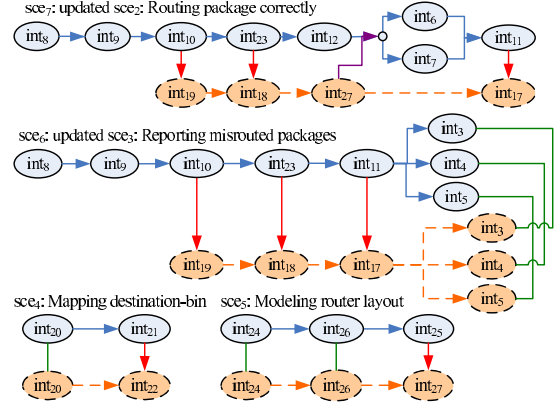 sce7: updated sce2: Routing package correctly
int8 int9 int10 int23 int12 int6 int11
int7
int19 int18 int27 int17
sce6: updated sce3: Reporting misrouted packages
int3
int8 int9 int10 int23 int11 int4
int5
int3
int19 int18 int17 int4
int5
sce4: Mapping destination-bin sce5: Modeling router layout
int20 int21 int24 int26 int25
int20 int22 int24 int26 int27